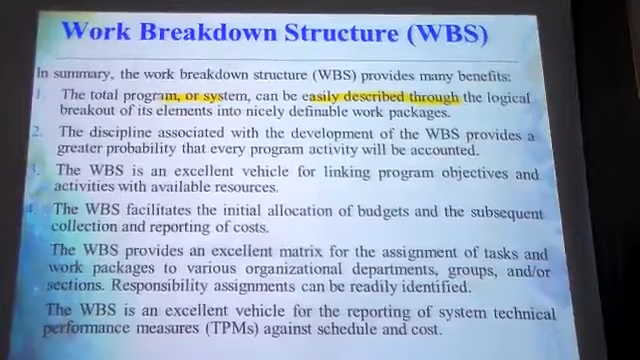 Work Breakdown Structure (WBS)
In summary, the work breakdown structure (WBS) provides many benefits:
1. The total program, or system, can be easily described through the logical
breakout of its elements into nicely definable work packages.
2. The discipline associated with the development of the WBS provides a
greater probability that every program activity will be accounted.
3. The WBS is an excellent vehicle for linking program objectives and
activities with available resources.
4. The WBS facilitates the initial allocation of budgets and the subsequent
collection and reporting of costs.
The WBS provides an excellent matrix for the assignment of tasks and
work packages to various organizational departments, groups, and/or
sections. Responsibility assignments can be readily identified.
The WBS is an excellent vehicle for the reporting of system technical
performance measures (TPMs) against schedule and cost.